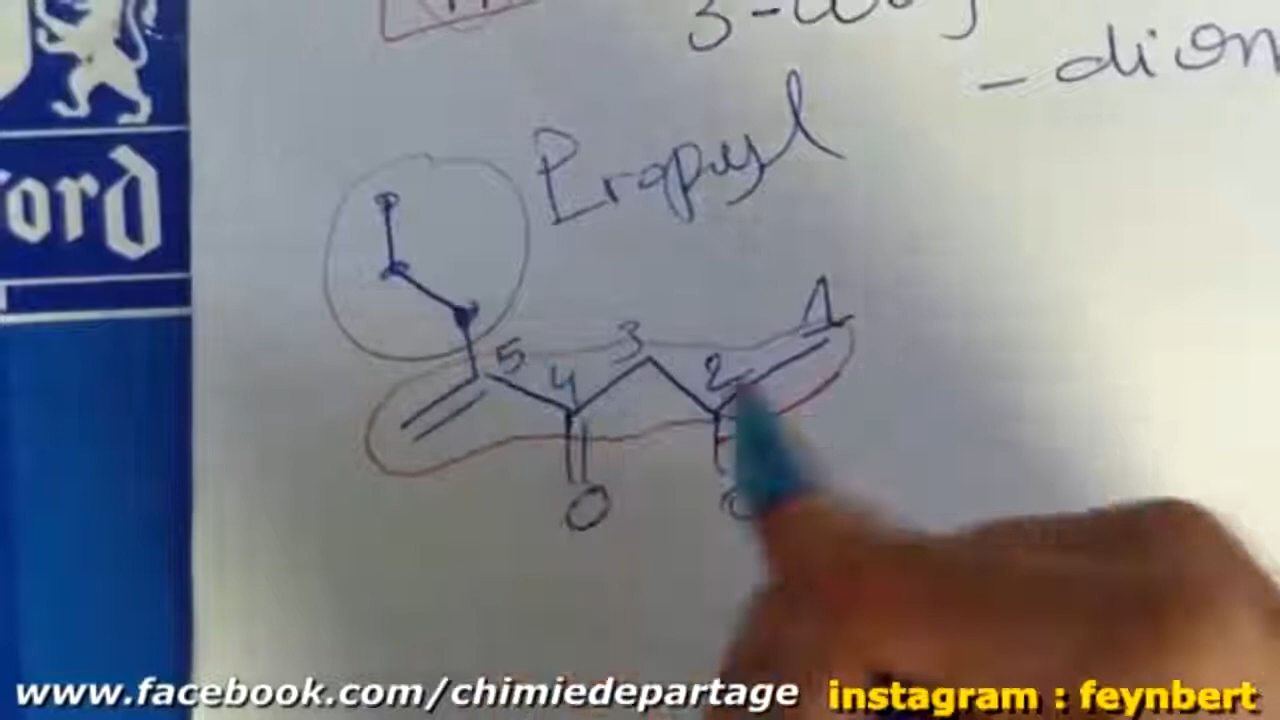 - dion
Propyl
ord
5
4
3
2
1
O
O
www.facebook.com/chimiedepartage
instagram : feynbert